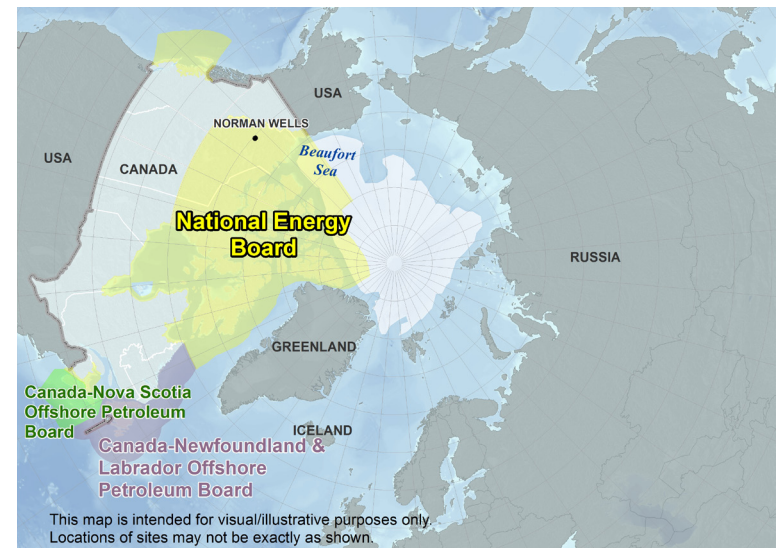 USA
NORMAN WELLS
USA
CANADA
Beaufort
Sea
National Energy
Board
RUSSIA
GREENLAND
Canada-Nova Scotia
Offshore Petroleum
Board
ICELAND
Canada-Newfoundland &
Labrador Offshore
Petroleum Board
This map is intended for visual/illustrative purposes only.
Locations of sites may not be exactly as shown.